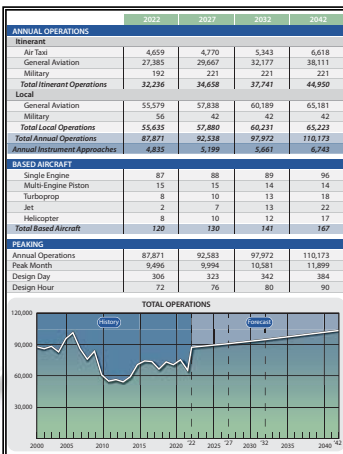 2022 2027 2032 2042
ANNUAL OPERATIONS
Itinerant
Air Taxi 4,659 4,770 5,343 6,618
General Aviation 27,385 29,667 32,177 38,111
Military 192 221 221 221
Total Itinerant Operations 32,236 34,658 37,741 44,950
Local
General Aviation 55,579 57,838 60,189 65,181
Military 56 42 42 42
Total Local Operations 55,635 57,880 60,231 65,223
Total Annual Operations 87,871 92,538 97,972 110,173
Annual Instrument Approaches 4,835 5,199 5,661 6,743
BASED AIRCRAFT
Single Engine 87 88 89 96
Multi-Engine Piston 15 15 14 14
Turboprop 8 10 13 18
Jet 2 7 13 22
Helicopter 8 10 12 17
Total Based Aircraft 120 130 141 167
PEAKING
Annual Operations 87,871 92,583 97,972 110,173
Peak Month 9,496 9,994 10,581 11,899
Design Day 306 323 342 384
Design Hour 72 76 80 90
TOTAL OPERATIONS
120,000
History Forecast
90,000
60,000
30,000
2000 2005 2010 2015 2020 '22 '27 '32 2035 2040 '42